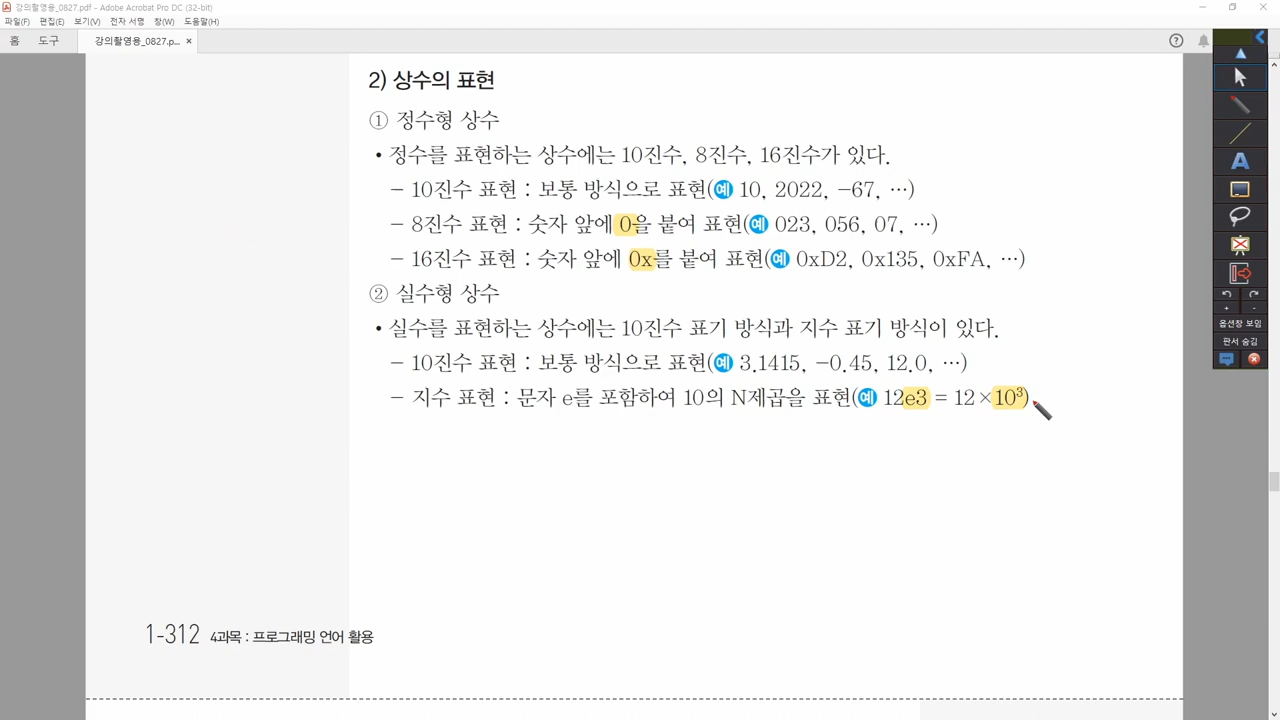 강의촬영용_0827.pdf - Adobe Acrobat Pro DC (32-bit)
파일(F) 편집(E) 보기(V) 전자 서명 창(W) 도움말(H)
홈 도구 강의촬영용_0827.p... ×
2) 상수의 표현
① 정수형 상수
• 정수를 표현하는 상수에는 10진수, 8진수, 16진수가 있다.
– 10진수 표현 : 보통 방식으로 표현(예 10, 2022, –67, …)
– 8진수 표현 : 숫자 앞에 0을 붙여 표현(예 023, 056, 07, …)
– 16진수 표현 : 숫자 앞에 0x를 붙여 표현(예 0xD2, 0x135, 0xFA, …)
② 실수형 상수
• 실수를 표현하는 상수에는 10진수 표기 방식과 지수 표기 방식이 있다.
– 10진수 표현 : 보통 방식으로 표현(예 3.1415, –0.45, 12.0, …)
– 지수 표현 : 문자 e를 포함하여 10의 N제곱을 표현(예 12e3 = 12×10³)
1-312 4과목 : 프로그래밍 언어 활용
A
+ -
옵션창 보임
판서 숨김